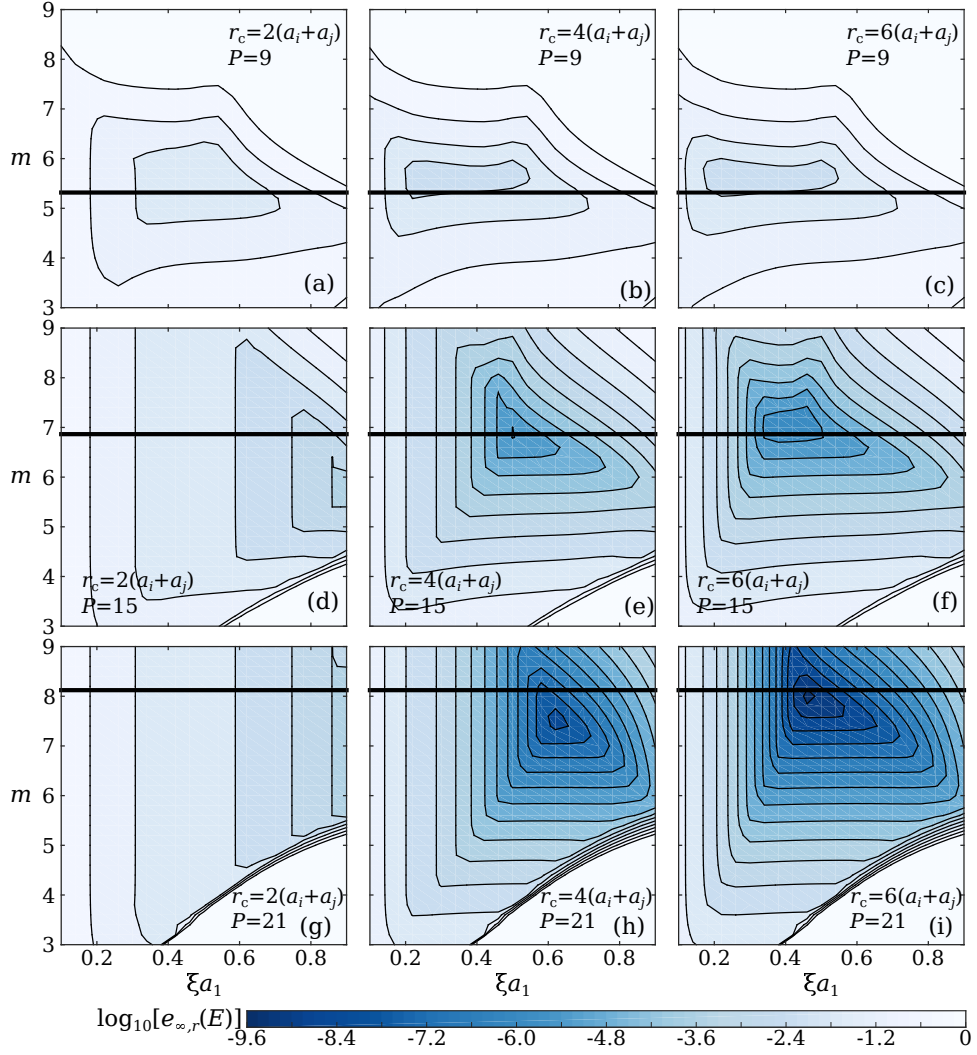 9
8
7
m 6
5
4
3
r_c=2(a_i+a_j)
P=9
(a)
r_c=4(a_i+a_j)
P=9
(b)
r_c=6(a_i+a_j)
P=9
(c)
9
8
7
m 6
5
4
3
r_c=2(a_i+a_j)
P=15
(d)
r_c=4(a_i+a_j)
P=15
(e)
r_c=6(a_i+a_j)
P=15
(f)
9
8
7
m 6
5
4
3
r_c=2(a_i+a_j)
P=21
(g)
r_c=4(a_i+a_j)
P=21
(h)
r_c=6(a_i+a_j)
P=21
(i)
0.2 0.4 0.6 0.8
ξa_1
0.2 0.4 0.6 0.8
ξa_1
0.2 0.4 0.6 0.8
ξa_1
log_10[e_∞,r(E)]
-9.6 -8.4 -7.2 -6.0 -4.8 -3.6 -2.4 -1.2 0